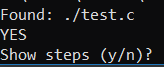 Found: ./test.c
YES
Show steps (y/n)?